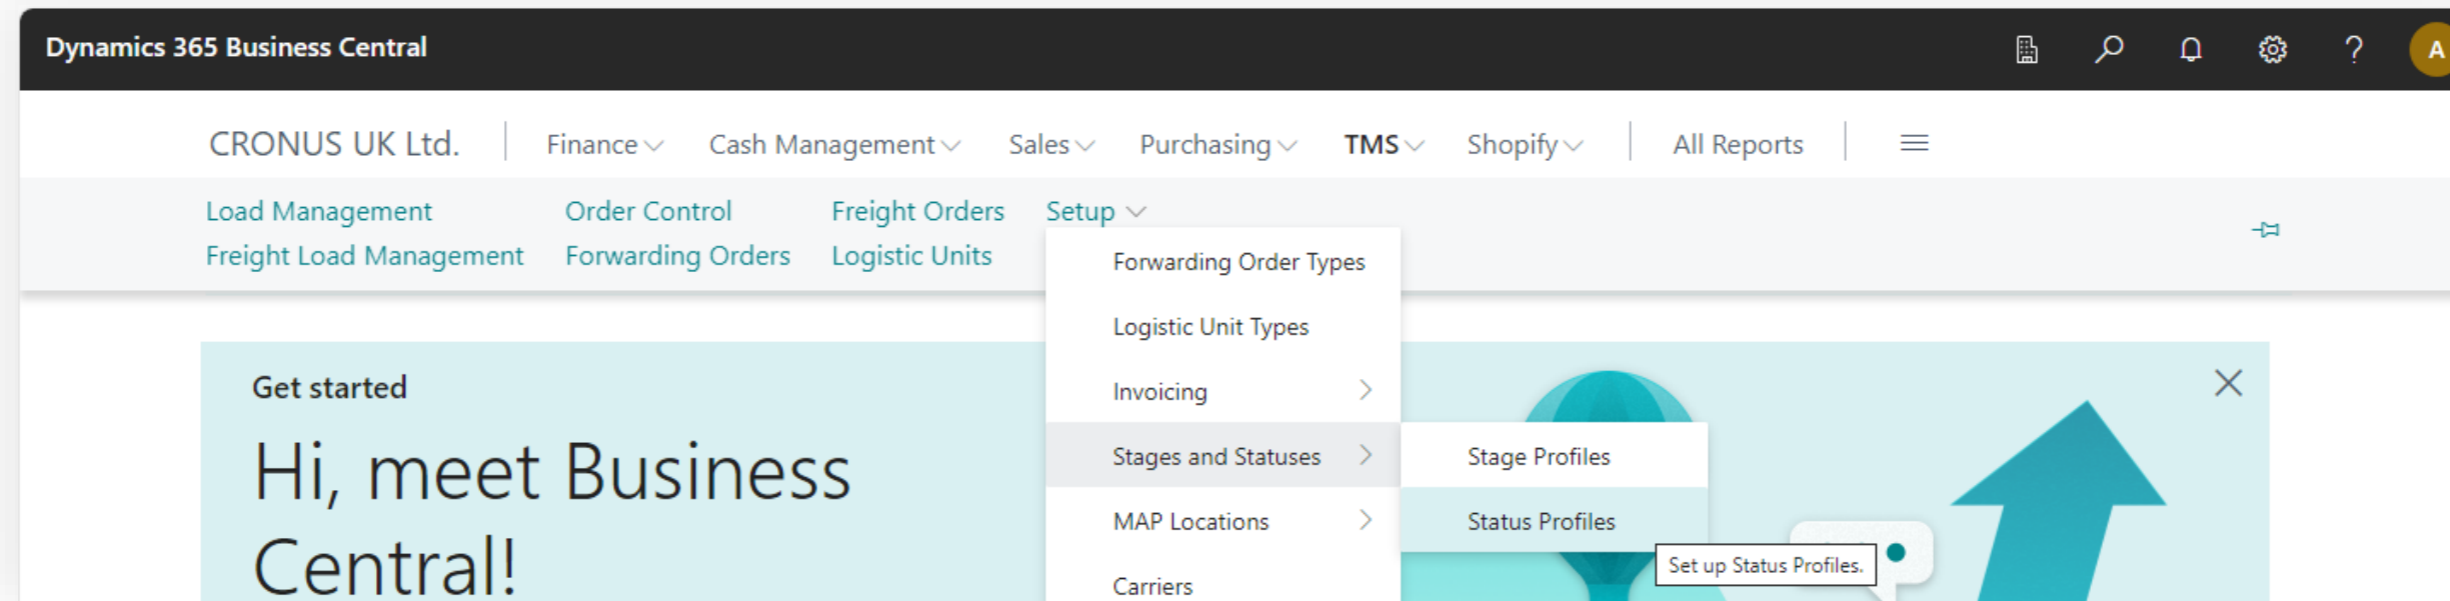 Dynamics 365 Business Central
A
CRONUS UK Ltd. Finance Cash Management Sales Purchasing TMS Shopify All Reports
Load Management Order Control Freight Orders Setup
Freight Load Management Forwarding Orders Logistic Units
Forwarding Order Types
Logistic Unit Types
Invoicing
Stages and Statuses
MAP Locations
Carriers
Stage Profiles
Status Profiles
Set up Status Profiles.
Get started
Hi, meet Business
Central!